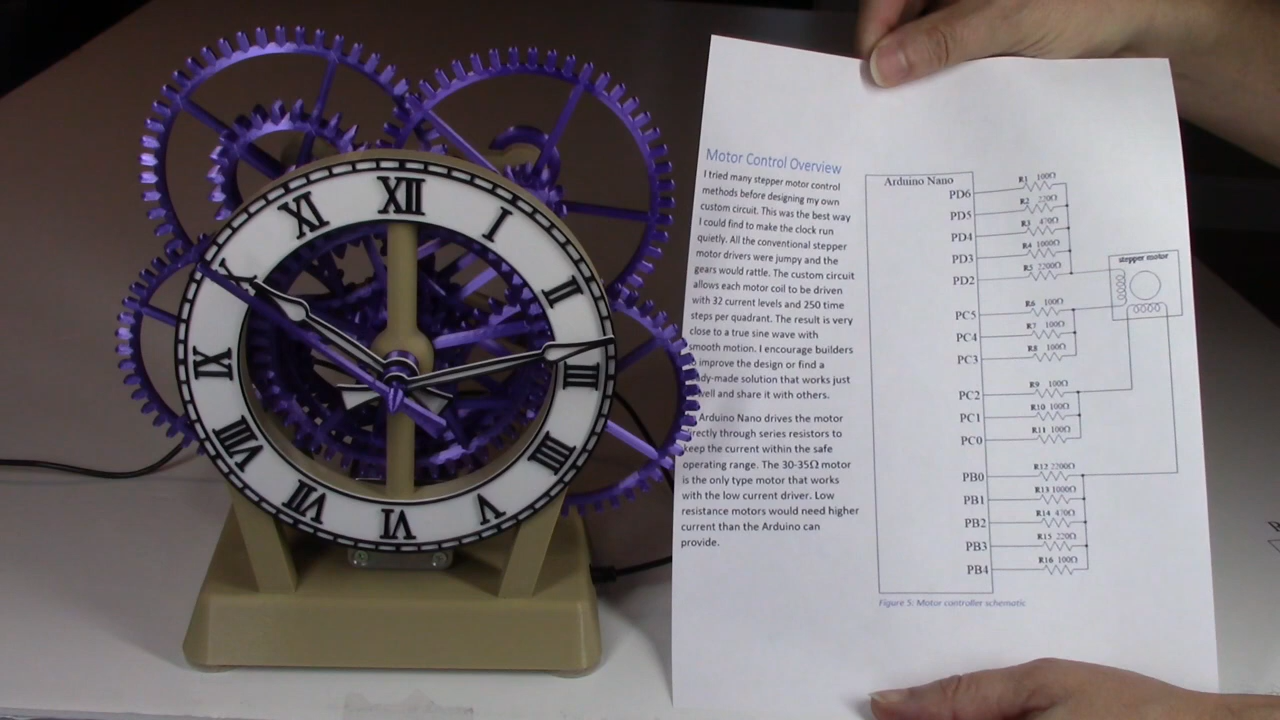 XII
I
II
III
IIII
V
VI
VII
VIII
IX
X
XI
Motor Control Overview
I tried many stepper motor control
methods before designing my own
custom circuit. This was the best way
I could find to make the clock run
quietly. All the conventional stepper
motor drivers were jumpy and the
gears would rattle. The custom circuit
allows each motor coil to be driven
with 32 current levels and 250 time
steps per quadrant. The result is very
close to a true sine wave with
smooth motion. I encourage builders
improve the design or find a
made solution that works just
well and share it with others.
Arduino Nano drives the motor
directly through series resistors to
keep the current within the safe
operating range. The 30-35Ω motor
is the only type motor that works
with the low current driver. Low
resistance motors would need higher
current than the Arduino can
provide.
Arduino Nano
PD6 R1 100Ω
PD5 R2 220Ω
PD4 R3 470Ω
PD3 R4 1000Ω
PD2 R5 2200Ω
stepper motor
PC5 R6 100Ω
PC4 R7 100Ω
PC3 R8 100Ω
PC2 R9 100Ω
PC1 R10 100Ω
PC0 R11 100Ω
PB0 R12 2200Ω
PB1 R13 1000Ω
PB2 R14 470Ω
PB3 R15 220Ω
PB4 R16 100Ω
Figure 5: Motor controller schematic